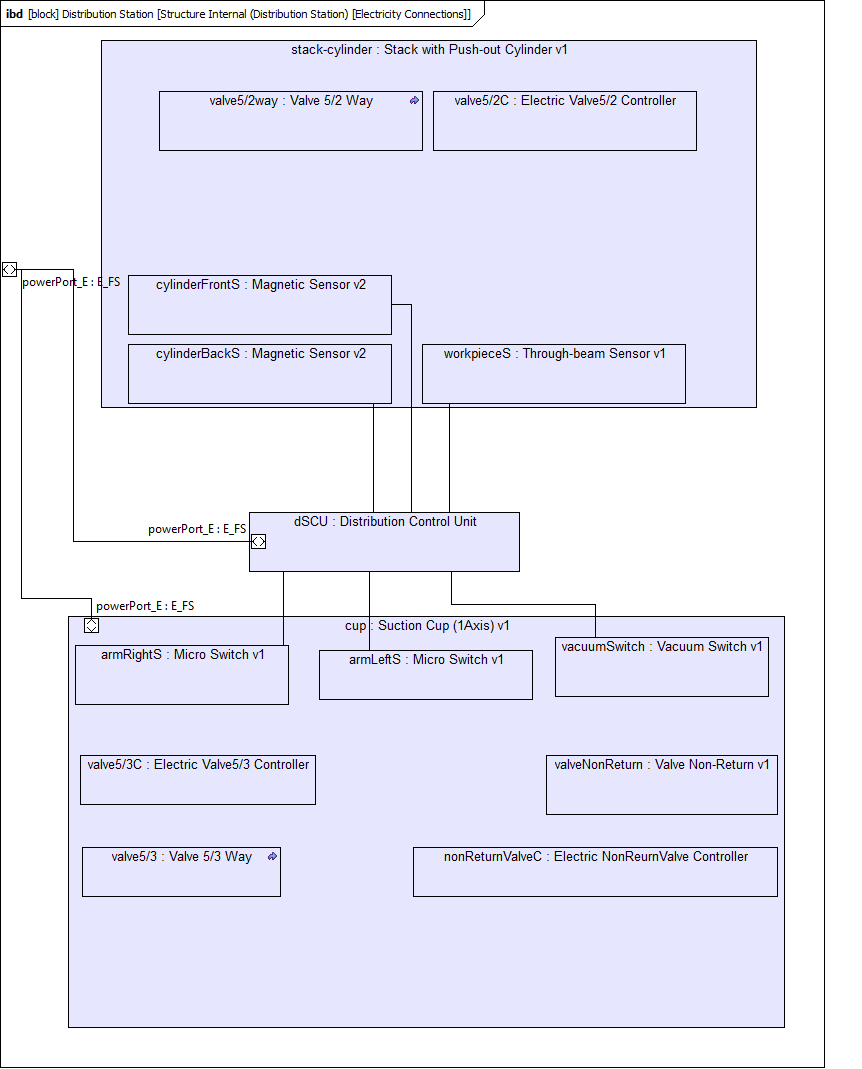 ibd [block] Distribution Station [Structure Internal (Distribution Station) [Electricity Connections]]
stack-cylinder : Stack with Push-out Cylinder v1
valve5/2way : Valve 5/2 Way
valve5/2C : Electric Valve5/2 Controller
powerPort_E : E_FS
cylinderFrontS : Magnetic Sensor v2
cylinderBackS : Magnetic Sensor v2
workpieceS : Through-beam Sensor v1
dSCU : Distribution Control Unit
powerPort_E : E_FS
powerPort_E : E_FS
cup : Suction Cup (1Axis) v1
armRightS : Micro Switch v1
armLeftS : Micro Switch v1
vacuumSwitch : Vacuum Switch v1
valve5/3C : Electric Valve5/3 Controller
valveNonReturn : Valve Non-Return v1
valve5/3 : Valve 5/3 Way
nonReturnValveC : Electric NonReurnValve Controller